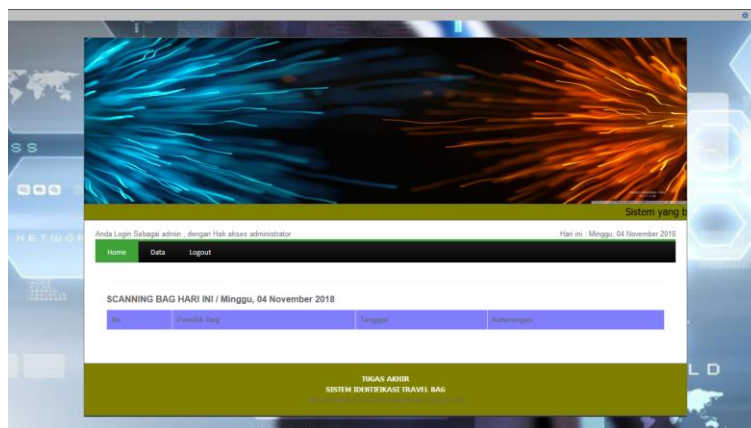 Sistem yang b
Anda Login Sebagai admin , dengan Hak akses administrator
Hari ini : Minggu, 04 November 2018
Home Data Logout
SCANNING BAG HARI INI / Minggu, 04 November 2018
No Pemilik Bag Tanggal Keterangan
TUGAS AKHIR
SISTEM IDENTIFIKASI TRAVEL BAG
S S
NETWOR
L D